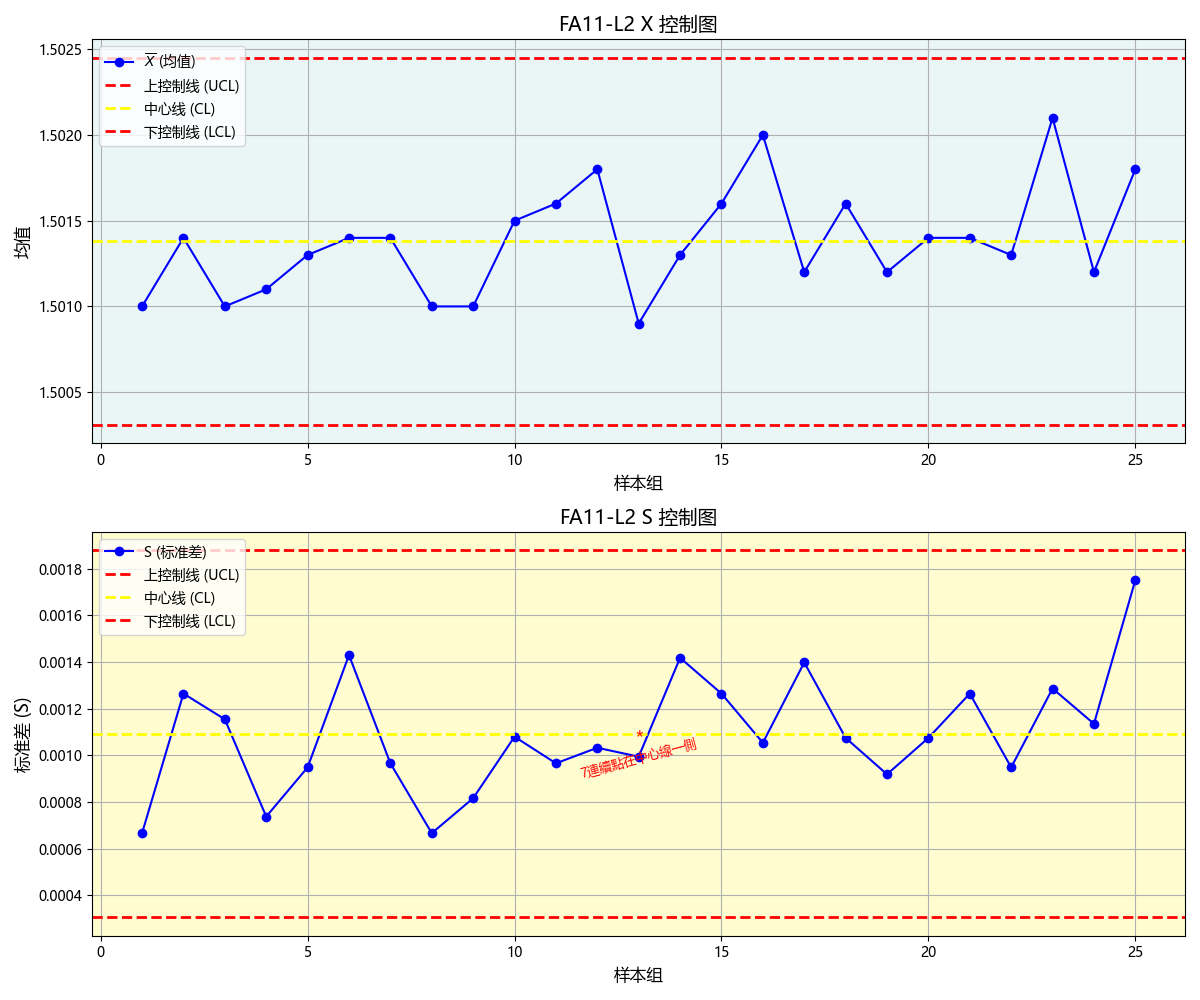 FA11-L2 X 控制图
1.5025
1.5020
1.5015
1.5010
1.5005
均值
X (均值)
上控制线 (UCL)
中心线 (CL)
下控制线 (LCL)
0 5 10 15 20 25
样本组
FA11-L2 S 控制图
0.0018
0.0016
0.0014
0.0012
0.0010
0.0008
0.0006
0.0004
标准差 (S)
S (标准差)
上控制线 (UCL)
中心线 (CL)
下控制线 (LCL)
*
7連續點在中心線一側
0 5 10 15 20 25
样本组